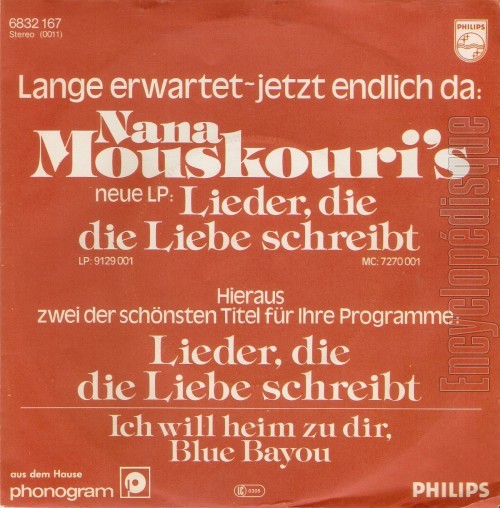 6832 167
Stereo (0011)
PHILIPS
Lange erwartet-jetzt endlich da:
Nana
Mouskouri's
neue LP: Lieder, die
die Liebe schreibt
LP: 9129 001 MC: 7270 001
Hieraus
zwei der schönsten Titel für Ihre Programme:
Lieder, die
die Liebe schreibt
Ich will heim zu dir,
Blue Bayou
aus dem Hause
phonogram p
LC 0305
PHILIPS
Encyclopédisque